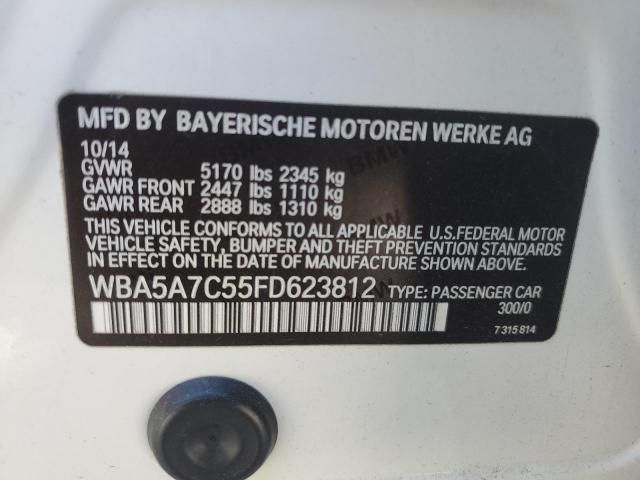 MFD BY BAYERISCHE MOTOREN WERKE AG
10/14
GVWR 5170 lbs 2345 kg
GAWR FRONT 2447 lbs 1110 kg
GAWR REAR 2888 lbs 1310 kg
THIS VEHICLE CONFORMS TO ALL APPLICABLE U.S.FEDERAL MOTOR
VEHICLE SAFETY, BUMPER AND THEFT PREVENTION STANDARDS
IN EFFECT ON THE DATE OF MANUFACTURE SHOWN ABOVE.
WBA5A7C55FD623812 TYPE: PASSENGER CAR
300/0
7 315 814